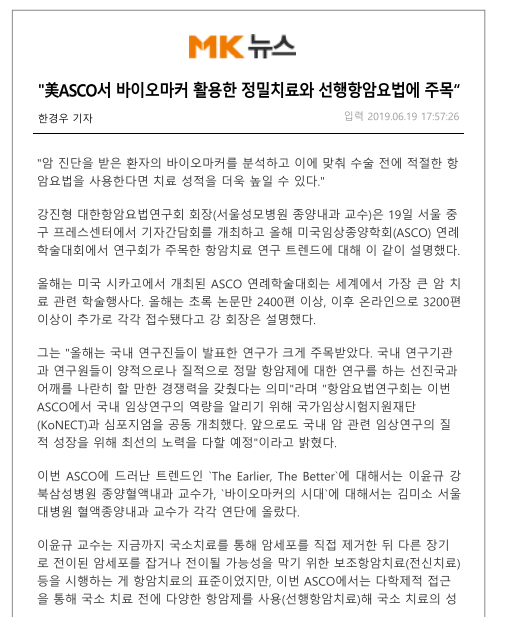 MK 뉴스
"美ASCO서 바이오마커 활용한 정밀치료와 선행항암요법에 주목“
한경우 기자
입력 2019.06.19 17:57:26
"암 진단을 받은 환자의 바이오마커를 분석하고 이에 맞춰 수술 전에 적절한 항
암요법을 사용한다면 치료 성적을 더욱 높일 수 있다."
강진형 대한항암요법연구회 회장(서울성모병원 종양내과 교수)은 19일 서울 중
구 프레스센터에서 기자간담회를 개최하고 올해 미국임상종양학회(ASCO) 연례
학술대회에서 연구회가 주목한 항암치료 연구 트렌드에 대해 이 같이 설명했다.
올해는 미국 시카고에서 개최된 ASCO 연례학술대회는 세계에서 가장 큰 암 치
료 관련 학술행사다. 올해는 초록 논문만 2400편 이상, 이후 온라인으로 3200편
이상이 추가로 각각 접수됐다고 강 회장은 설명했다.
그는 "올해는 국내 연구진들이 발표한 연구가 크게 주목받았다. 국내 연구기관
과 연구원들이 양적으로나 질적으로 정말 항암제에 대한 연구를 하는 선진국과
어깨를 나란히 할 만한 경쟁력을 갖췄다는 의미"라며 "항암요법연구회는 이번
ASCO에서 국내 임상연구의 역량을 알리기 위해 국가임상시험지원재단
(KoNECT)과 심포지엄을 공동 개최했다. 앞으로도 국내 암 관련 임상연구의 질
적 성장을 위해 최선의 노력을 다할 예정"이라고 밝혔다.
이번 ASCO에 드러난 트렌드인 `The Earlier, The Better`에 대해서는 이윤규 강
북삼성병원 종양혈액내과 교수가, `바이오마커의 시대`에 대해서는 김미소 서울
대병원 혈액종양내과 교수가 각각 연단에 올랐다.
이윤규 교수는 지금까지 국소치료를 통해 암세포를 직접 제거한 뒤 다른 장기
로 전이된 암세포를 잡거나 전이될 가능성을 막기 위한 보조항암치료(전신치료)
등을 시행하는 게 항암치료의 표준이었지만, 이번 ASCO에서는 다학제적 접근
을 통해 국소 치료 전에 다양한 항암제를 사용(선행항암치료)해 국소 치료의 성